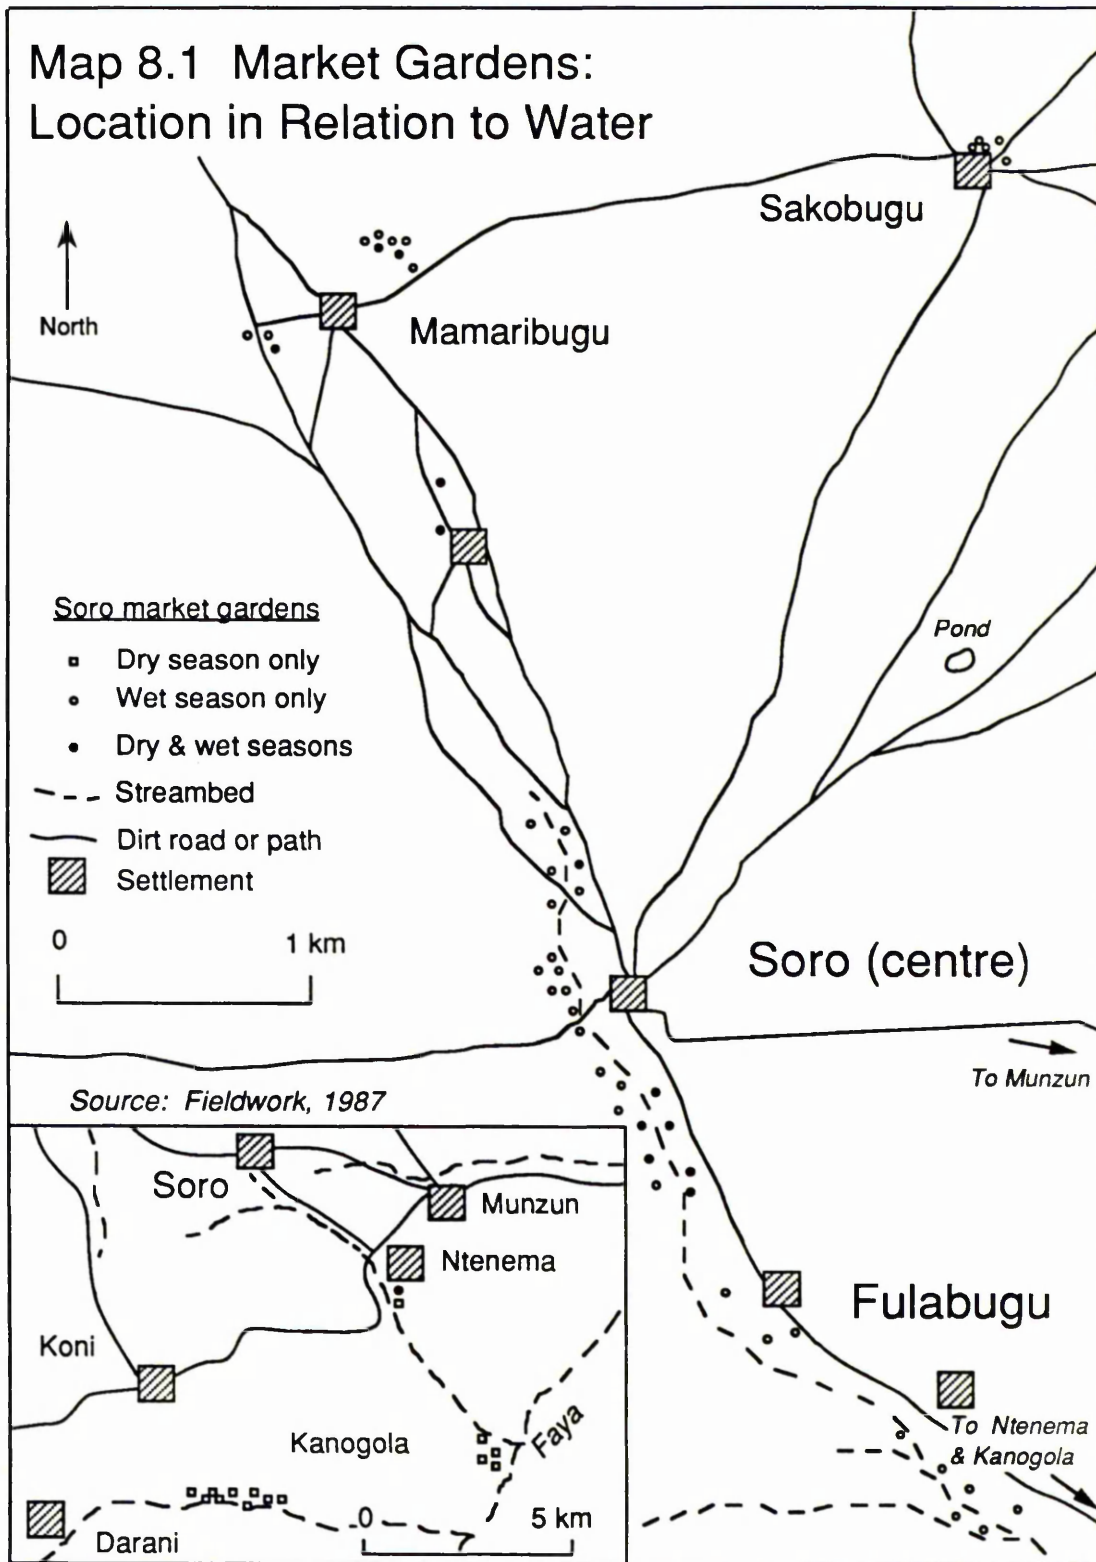 Map 8.1 Market Gardens:
Location in Relation to Water
Sakobugu
North
Mamaribugu
Soro market gardens
Dry season only
Wet season only
Dry & wet seasons
Streambed
Dirt road or path
Settlement
Pond
0 1 km
Soro (centre)
To Munzun
Source: Fieldwork, 1987
Soro
Munzun
Ntenema
Koni
Fulabugu
Kanogola
Faya
To Ntenema
& Kanogola
0 5 km
Darani